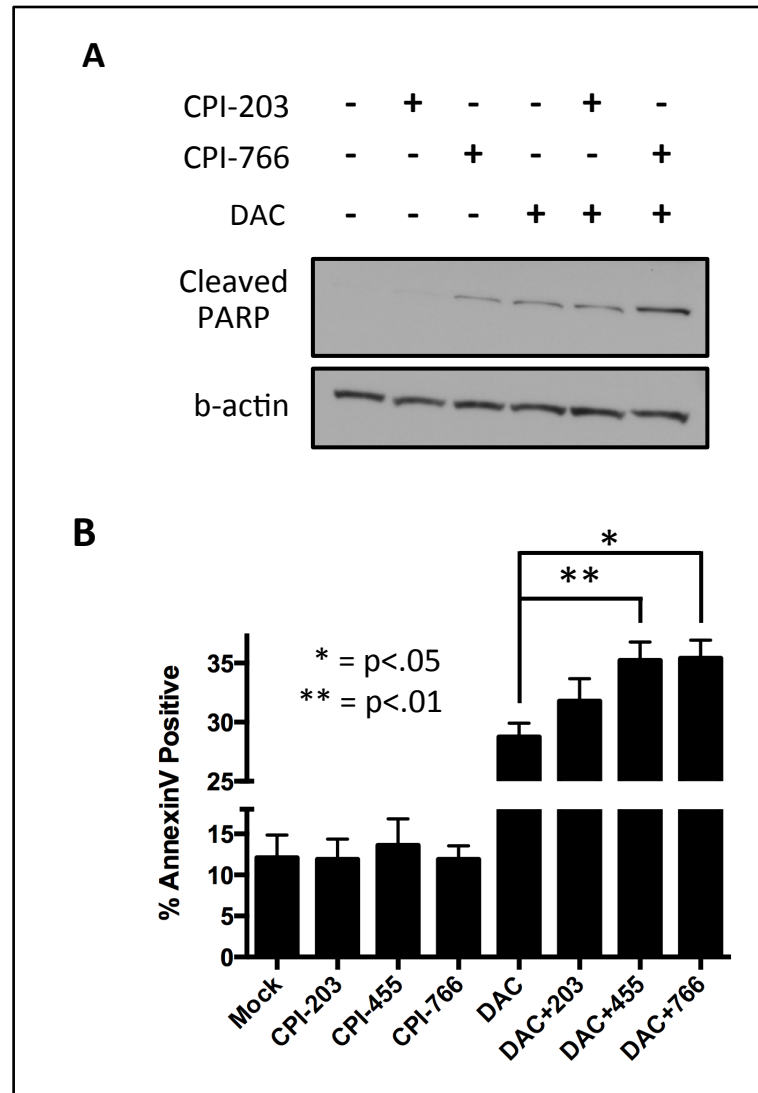 A
CPI-203 - + - - + -
CPI-766 - - + - - +
DAC - - - + + +
Cleaved
PARP
b-actin
B
*
**
* = p<.05
** = p<.01
% AnnexinV Positive
35
30
25
15
10
5
0
Mock CPI-203 CPI-455 CPI-766 DAC DAC+203 DAC+455 DAC+766